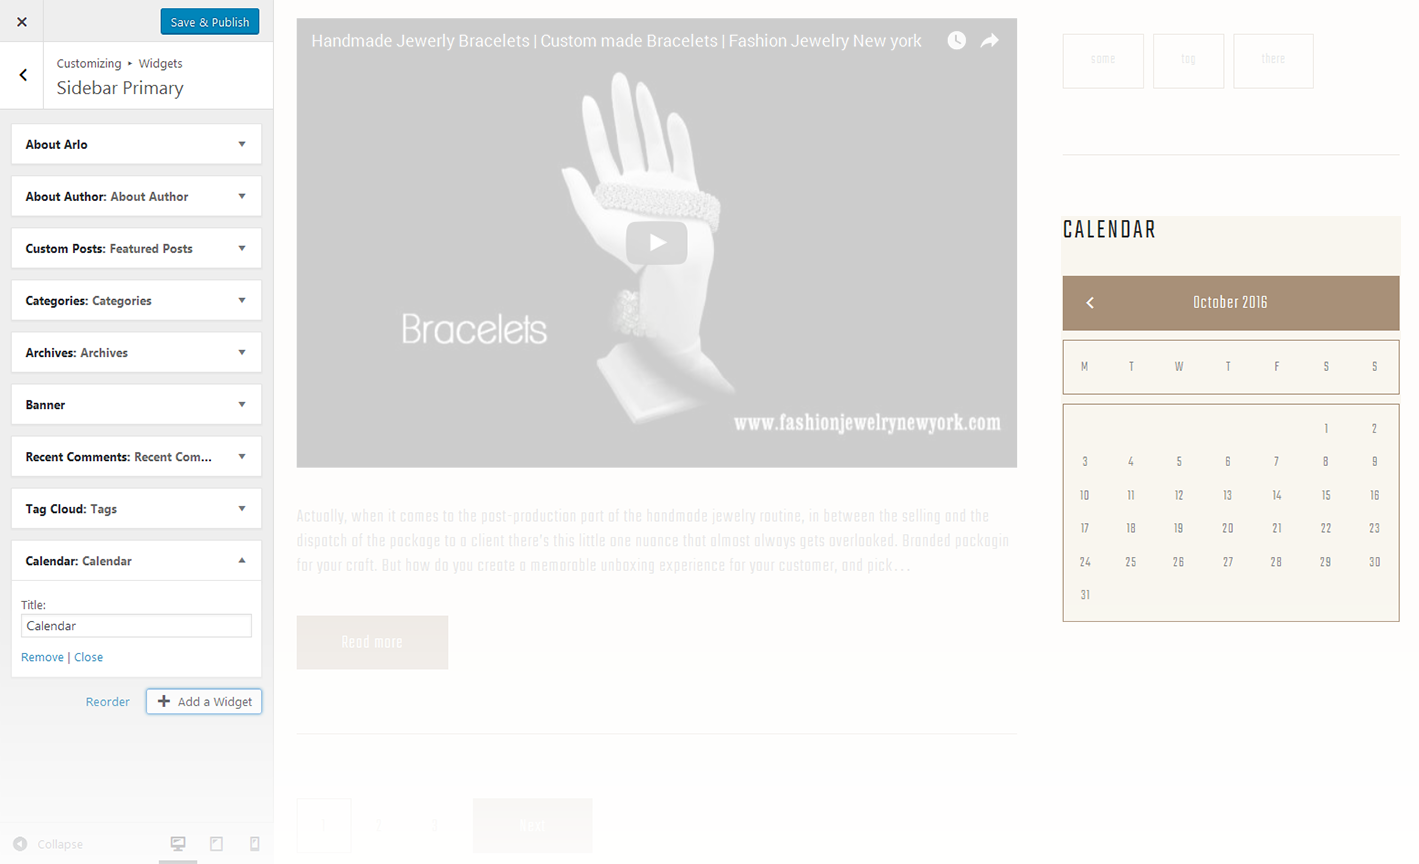 Save & Publish
Customizing ▸ Widgets
Sidebar Primary
About Arlo
About Author: About Author
Custom Posts: Featured Posts
Categories: Categories
Archives: Archives
Banner
Recent Comments: Recent Com...
Tag Cloud: Tags
Calendar: Calendar
Title:
Calendar
Remove | Close
Reorder
Add a Widget
Collapse
Handmade Jewerly Bracelets | Custom made Bracelets | Fashion Jewelry New york
Bracelets
www.fashionjewelrynewyork.com
Actually, when it comes to the post-production part of the handmade jewelry routine, in between the selling and the
dispatch of the package to a client there's this little one nuance that almost always gets overlooked. Branded packagin
for your craft. But how do you create a memorable unboxing experience for your customer, and pick...
Read more
Next
some tag there
CALENDAR
October 2016
M T W T F S S
1 2
3 4 5 6 7 8 9
10 11 12 13 14 15 16
17 18 19 20 21 22 23
24 25 26 27 28 29 30
31